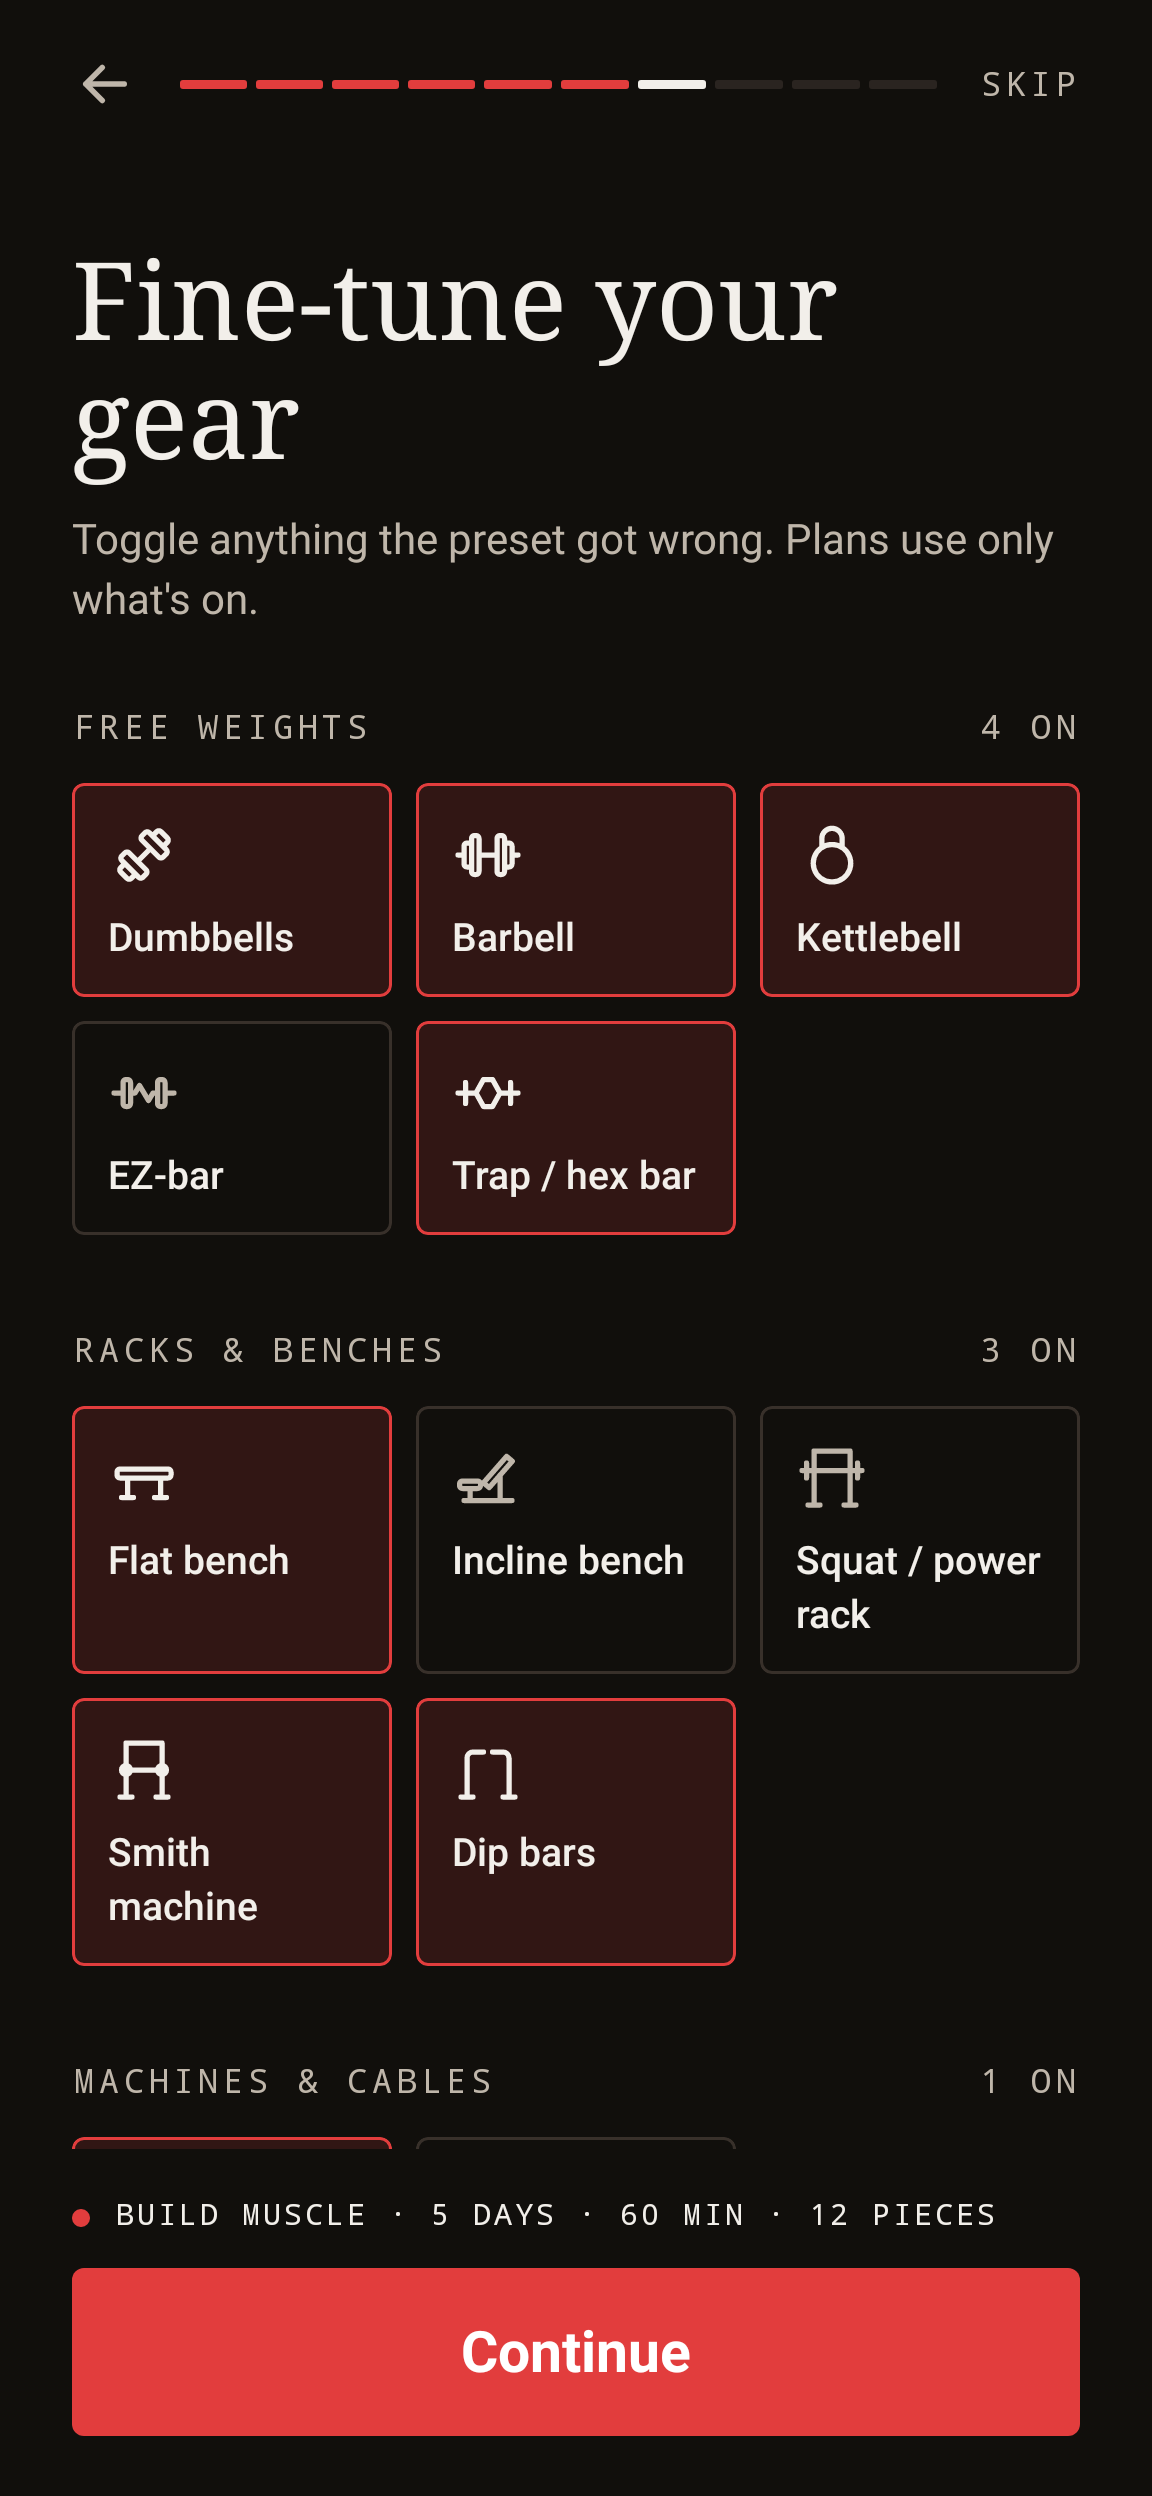 SKIP
Fine-tune your
gear
Toggle anything the preset got wrong. Plans use only
what's on.
FREE WEIGHTS 4 ON
Dumbbells Barbell Kettlebell
EZ-bar Trap / hex bar
RACKS & BENCHES 3 ON
Flat bench Incline bench Squat / power
rack
Smith
machine
Dip bars
MACHINES & CABLES 1 ON
BUILD MUSCLE · 5 DAYS · 60 MIN · 12 PIECES
Continue